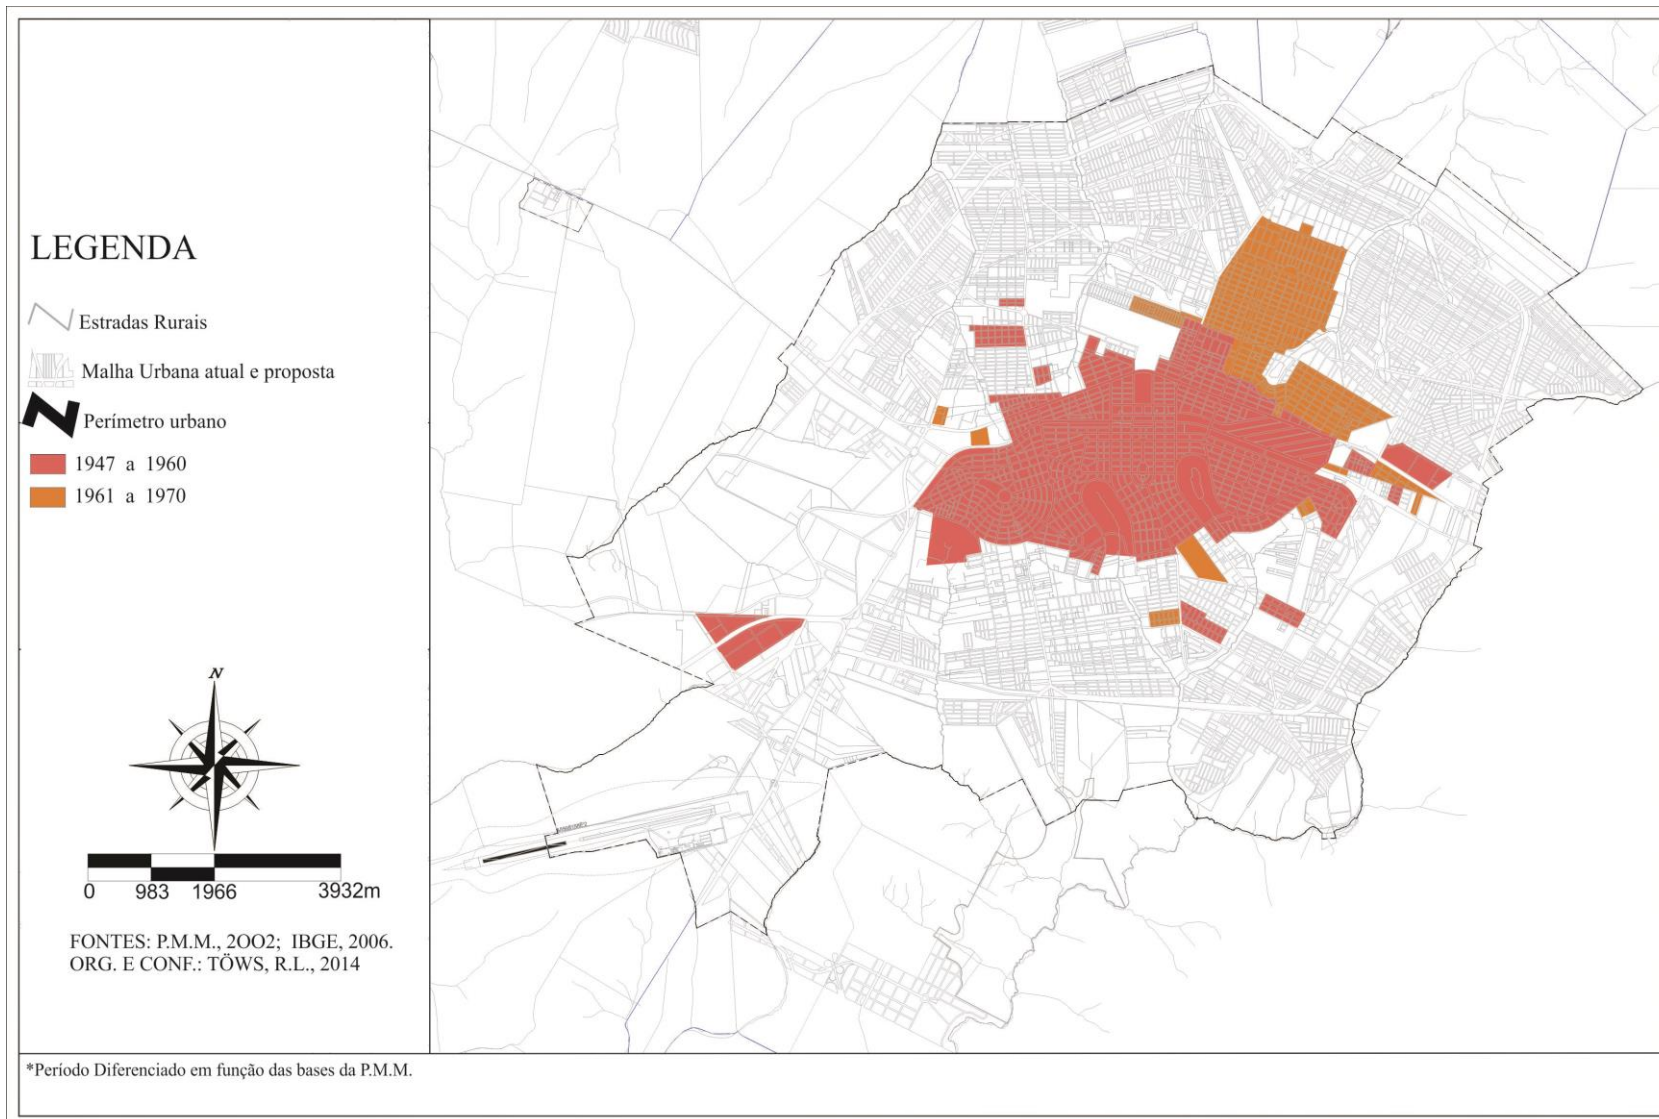 LEGENDA
Estradas Rurais
Malha Urbana atual e proposta
Perímetro urbano
1947 a 1960
1961 a 1970
N
0 983 1966 3932m
FONTES: P.M.M., 2OO2; IBGE, 2006.
ORG. E CONF.: TÖWS, R.L., 2014
*Período Diferenciado em função das bases da P.M.M.